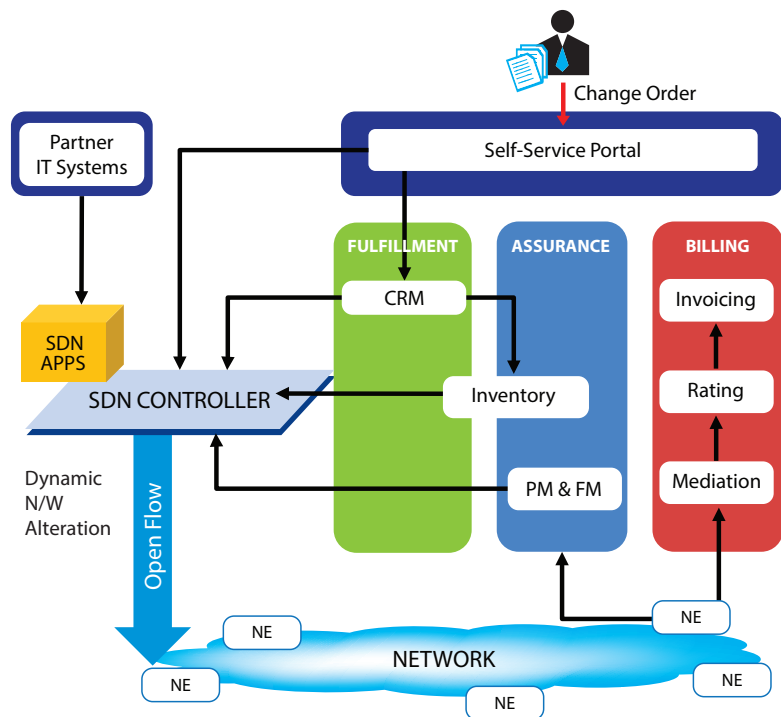 Change Order
Partner
IT Systems
Self-Service Portal
FULFILLMENT
ASSURANCE
BILLING
CRM
Invoicing
SDN
APPS
SDN CONTROLLER
Inventory
Rating
Dynamic
N/W
Alteration
Open Flow
PM & FM
Mediation
NE
NE
NETWORK
NE
NE
NE